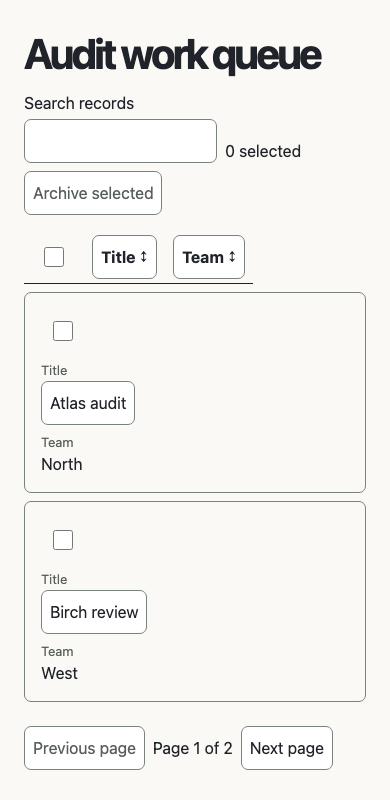 Audit work queue
Search records
0 selected
Archive selected
Title ↕ Team ↕
Title
Atlas audit
Team
North
Title
Birch review
Team
West
Previous page Page 1 of 2 Next page